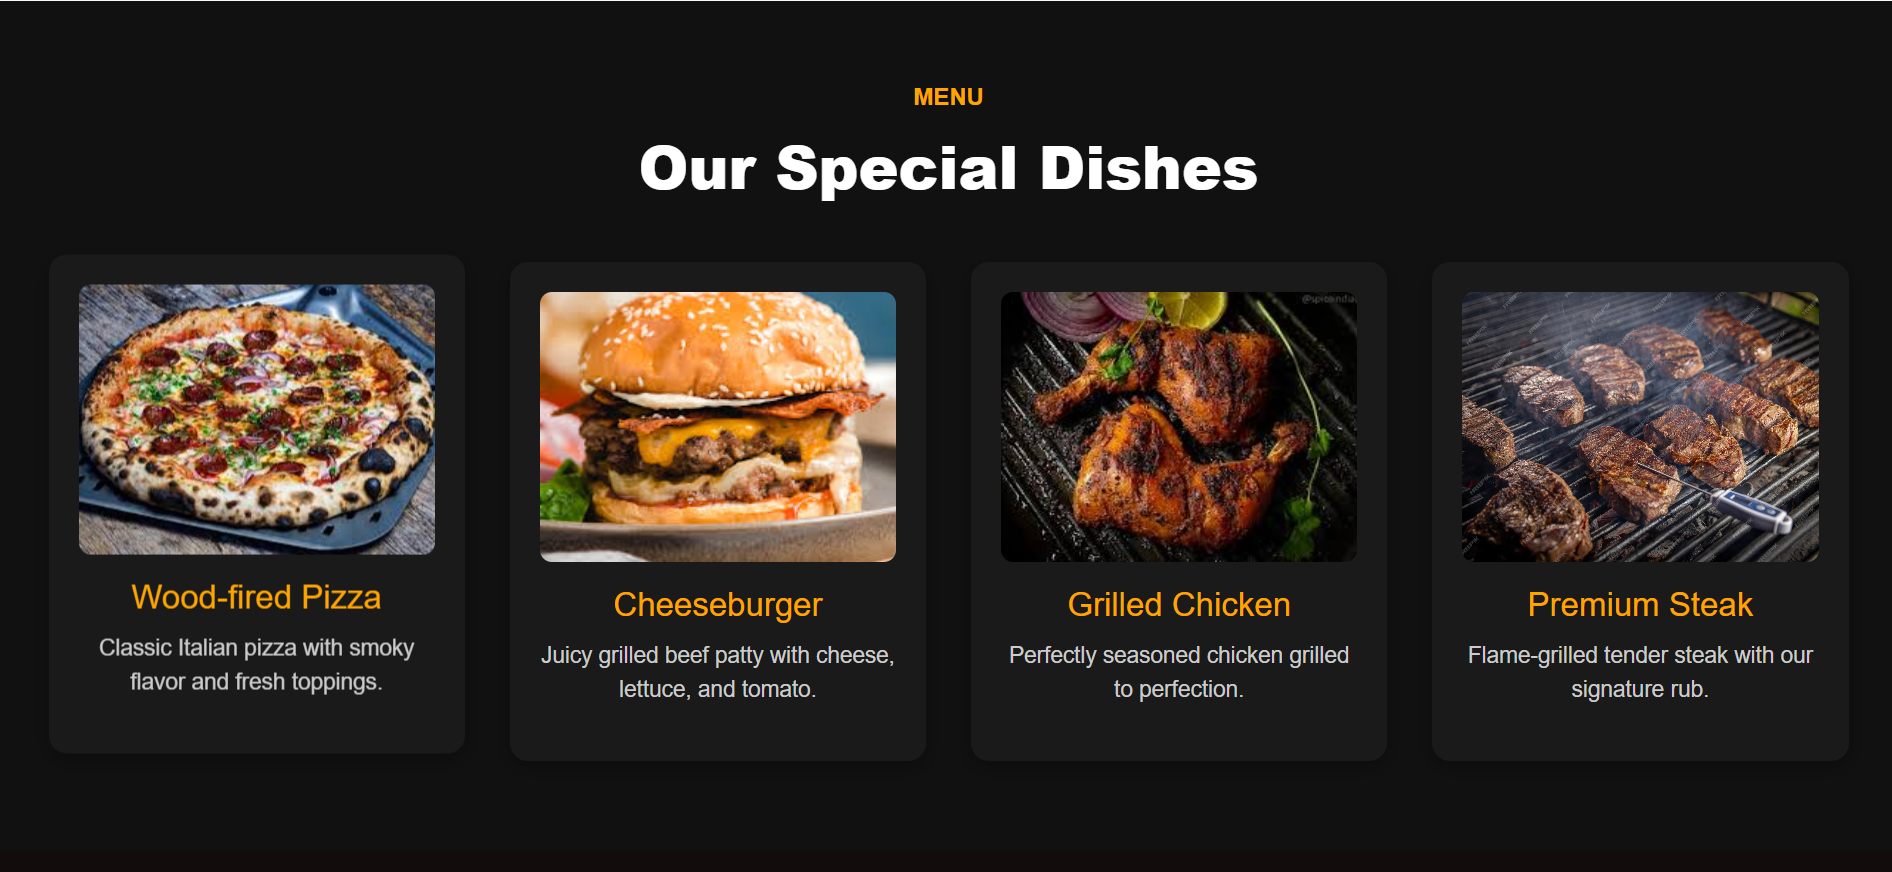 MENU
Our Special Dishes
Wood-fired Pizza
Classic Italian pizza with smoky
flavor and fresh toppings.
Cheeseburger
Juicy grilled beef patty with cheese,
lettuce, and tomato.
Grilled Chicken
Perfectly seasoned chicken grilled
to perfection.
Premium Steak
Flame-grilled tender steak with our
signature rub.